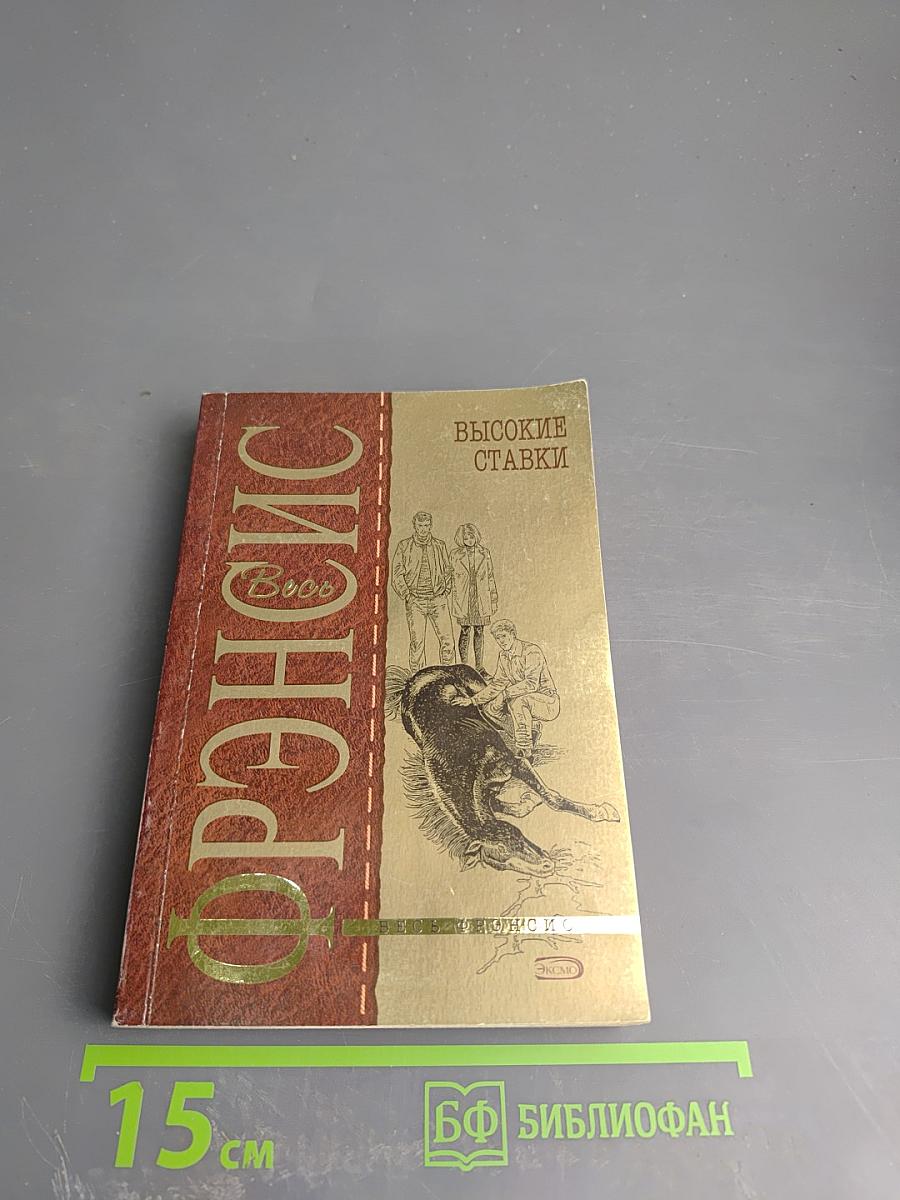 ФРЭНСИС
Весь
ВЫСОКИЕ
СТАВКИ
ВЕСЬ ФРЭНСИС
ЭКСМО
15 см
БФ БИБЛИОФАН